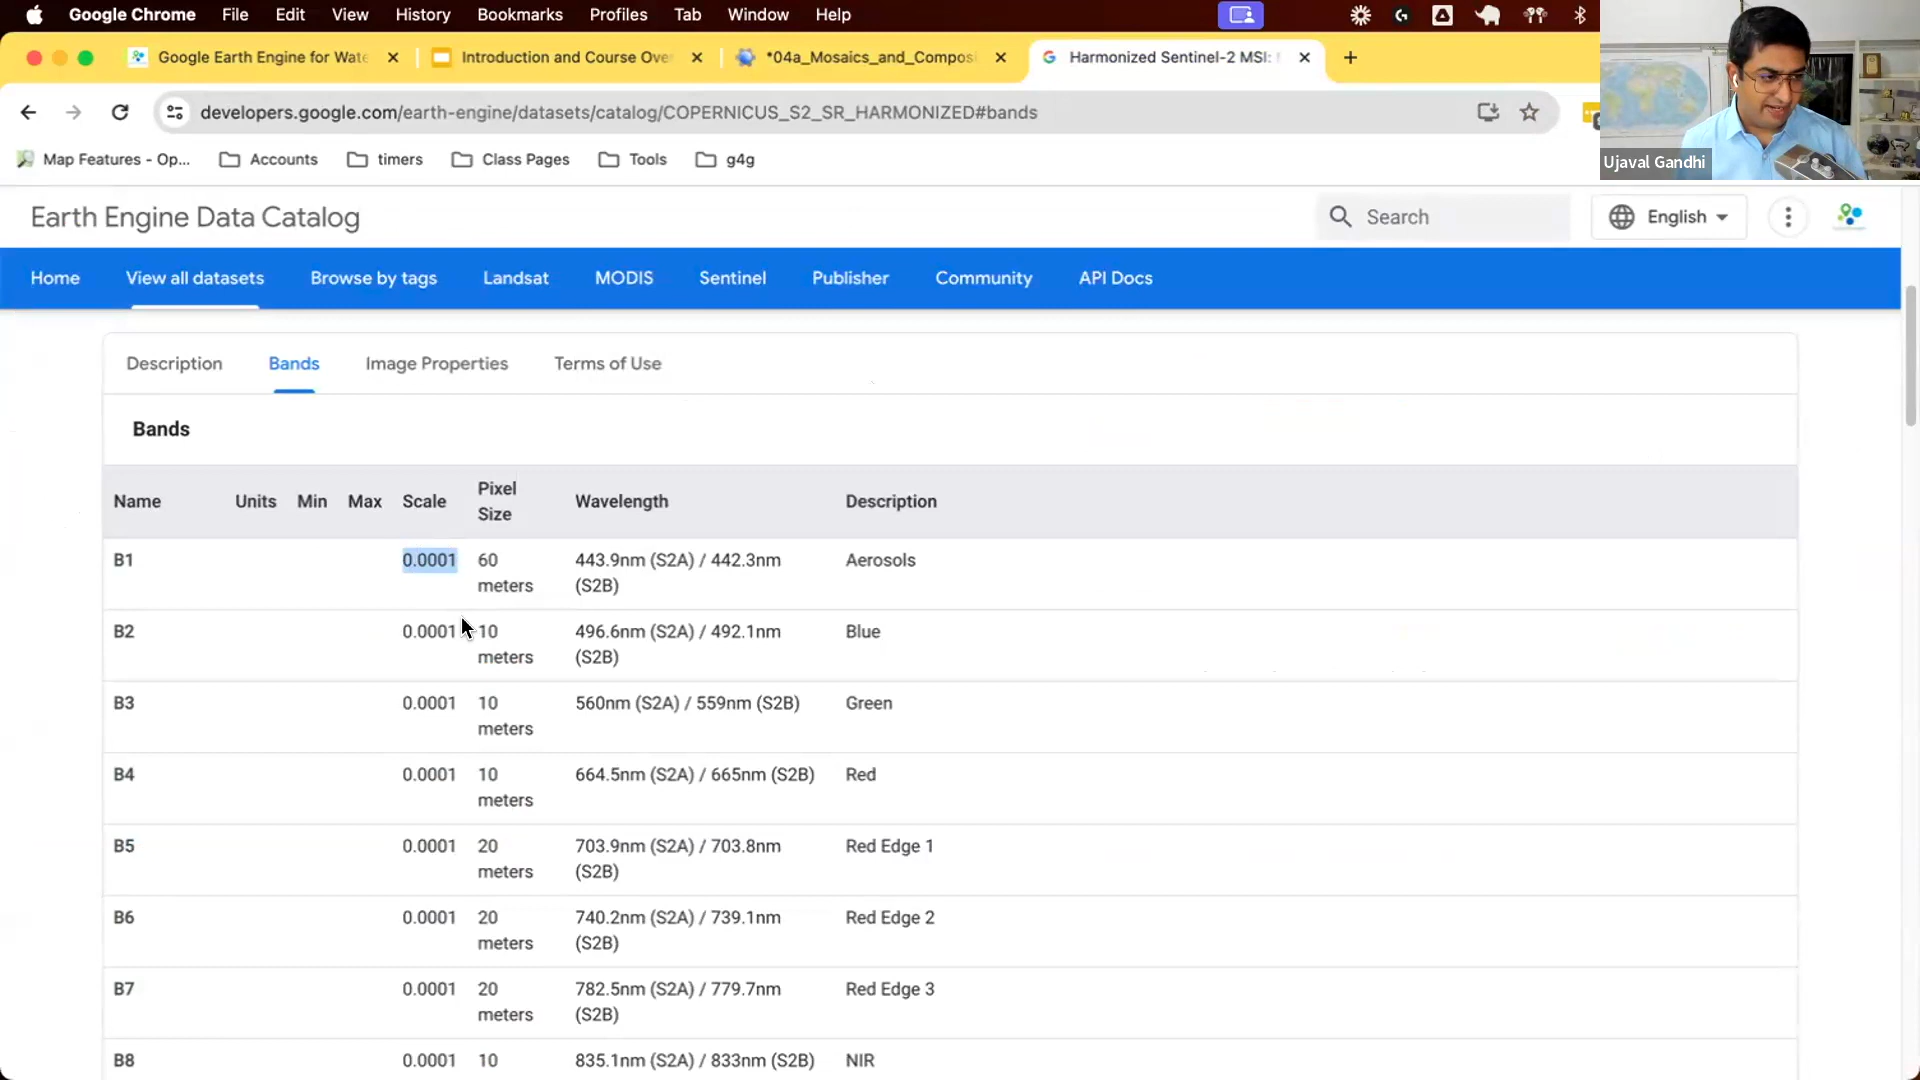 Google Chrome File Edit View History Bookmarks Profiles Tab Window Help
Google Earth Engine for Wate Introduction and Course Ove *04a_Mosaics_and_Composi Harmonized Sentinel-2 MSI:
developers.google.com/earth-engine/datasets/catalog/COPERNICUS_S2_SR_HARMONIZED#bands
Map Features - Op... Accounts timers Class Pages Tools g4g
Ujaval Gandhi
Earth Engine Data Catalog Search English
Home View all datasets Browse by tags Landsat MODIS Sentinel Publisher Community API Docs
Description Bands Image Properties Terms of Use
Bands
Name Units Min Max Scale Pixel Size Wavelength Description
B1 0.0001 60 443.9nm (S2A) / 442.3nm Aerosols
meters (S2B)
B2 0.0001 10 496.6nm (S2A) / 492.1nm Blue
meters (S2B)
B3 0.0001 10 560nm (S2A) / 559nm (S2B) Green
meters
B4 0.0001 10 664.5nm (S2A) / 665nm (S2B) Red
meters
B5 0.0001 20 703.9nm (S2A) / 703.8nm Red Edge 1
meters (S2B)
B6 0.0001 20 740.2nm (S2A) / 739.1nm Red Edge 2
meters (S2B)
B7 0.0001 20 782.5nm (S2A) / 779.7nm Red Edge 3
meters (S2B)
B8 0.0001 10 835.1nm (S2A) / 833nm (S2B) NIR